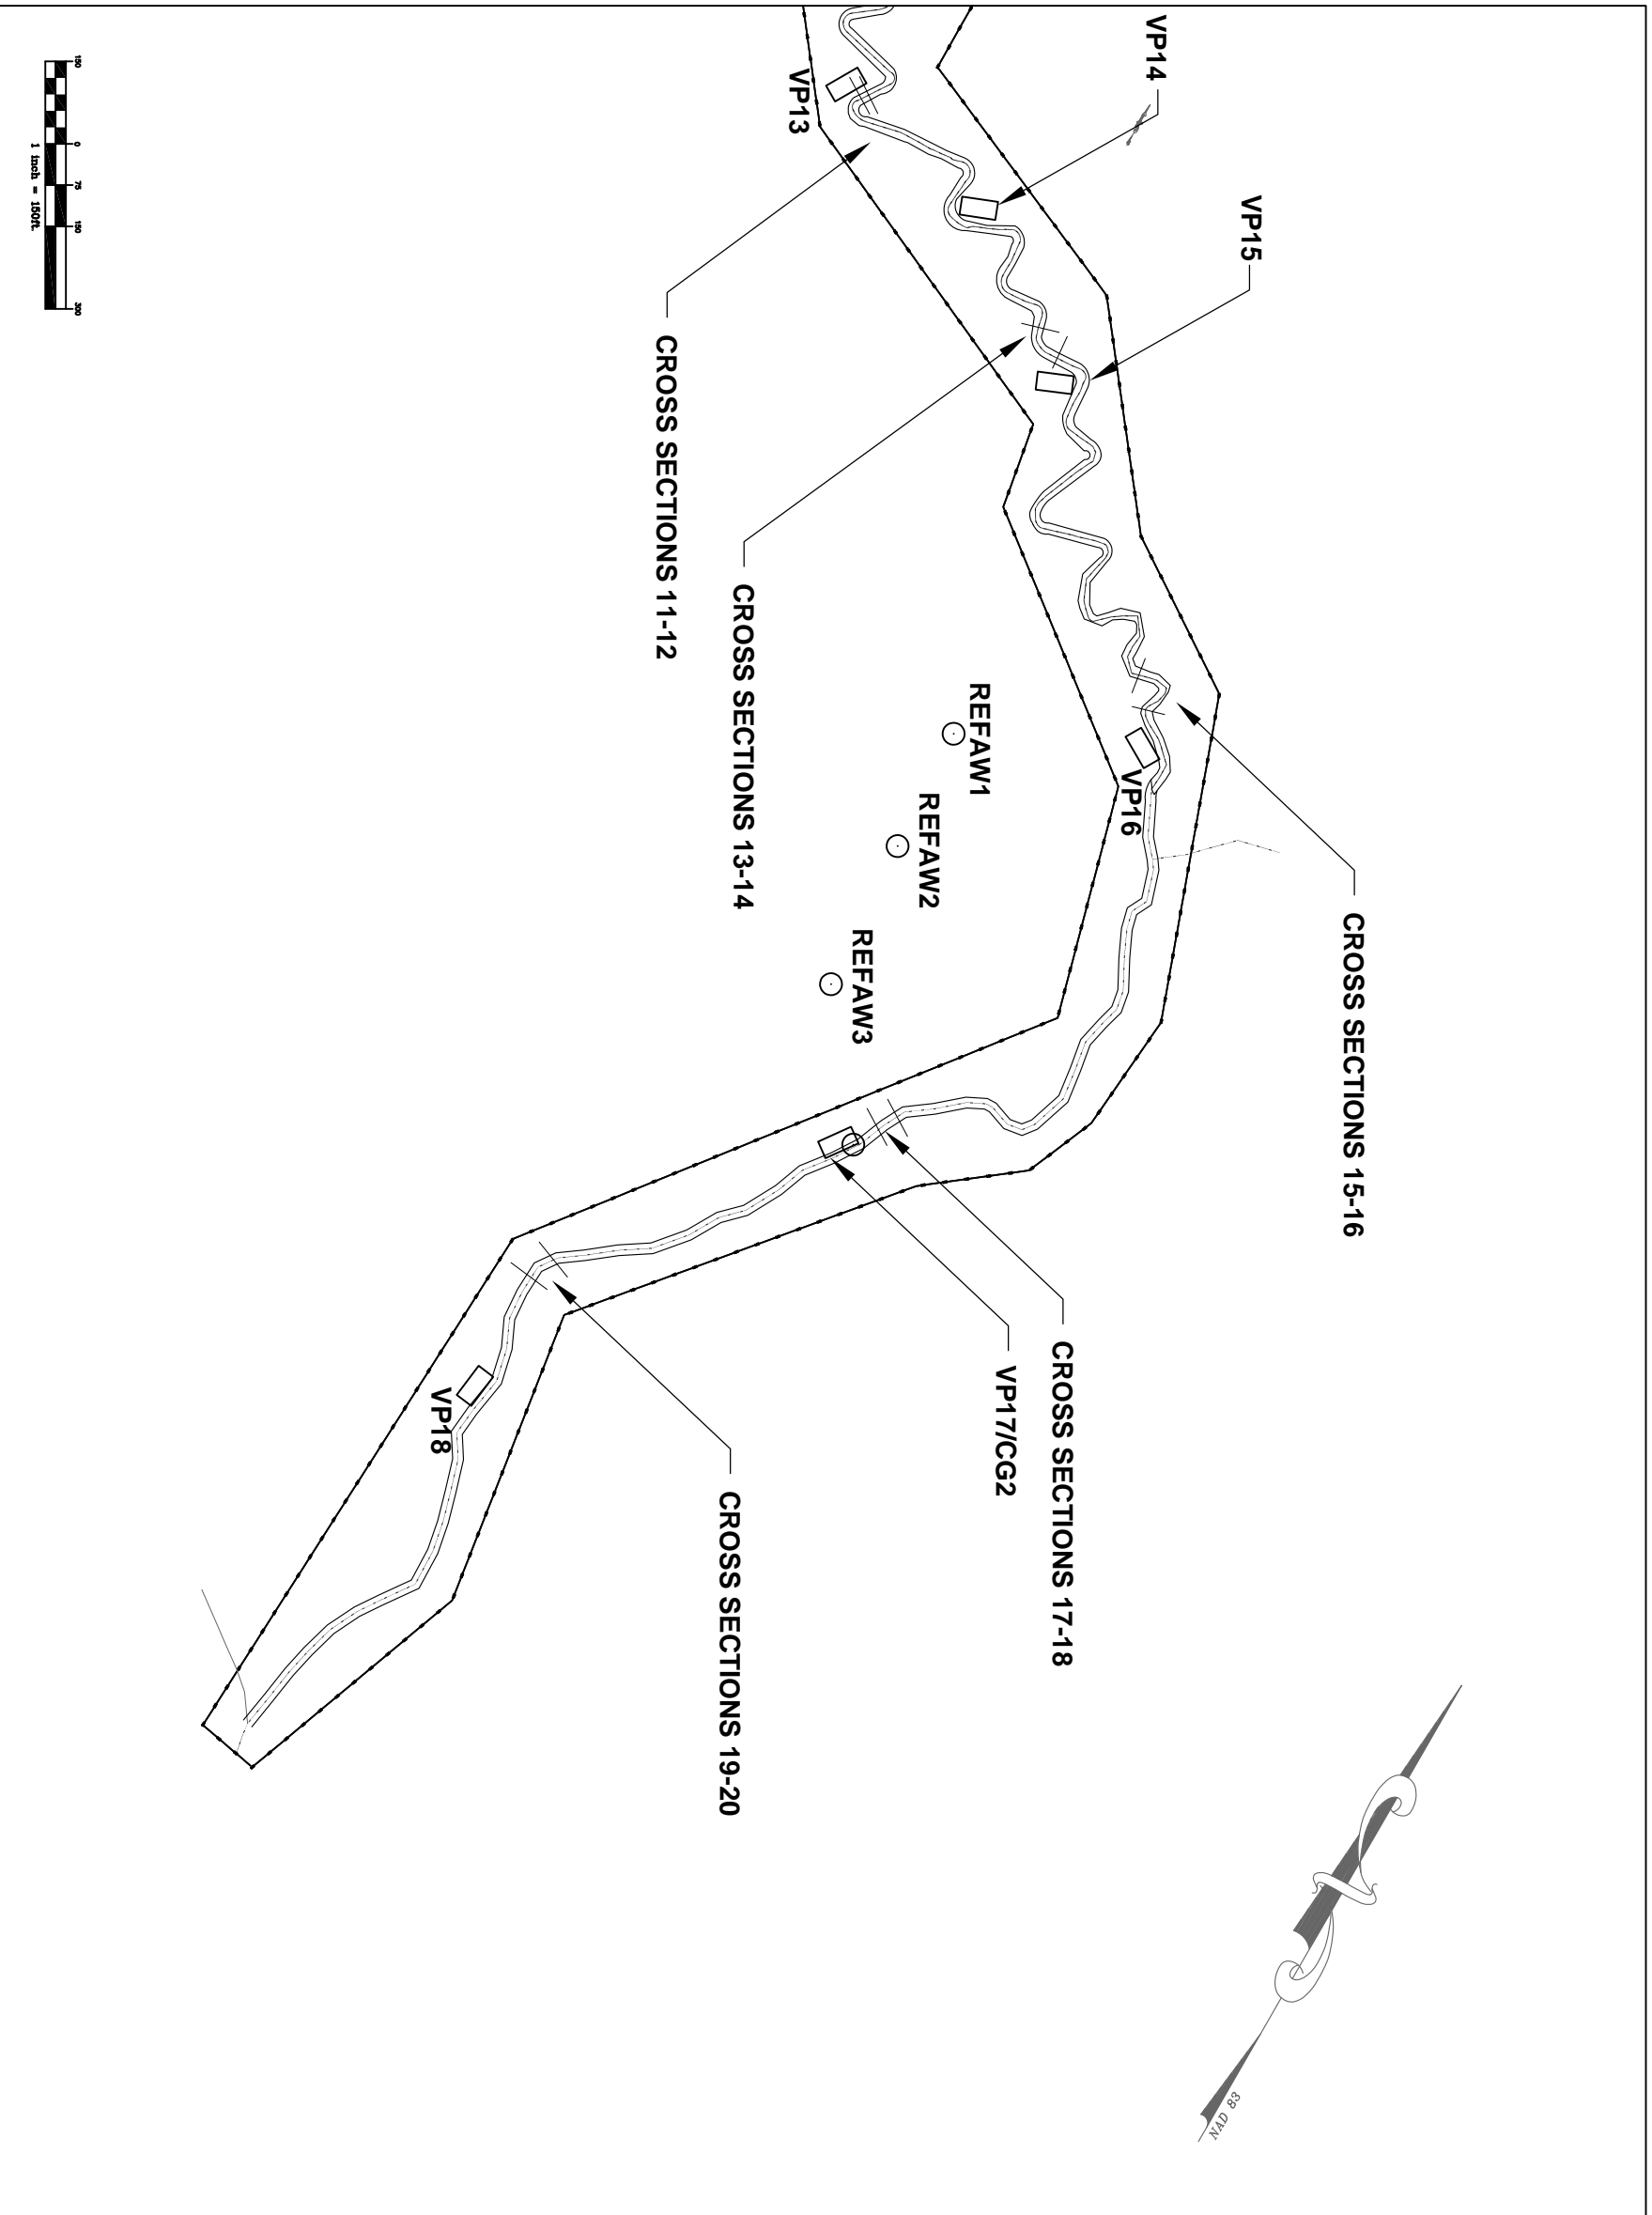 VP14
VP15
VP13
CROSS SECTIONS 11-12
CROSS SECTIONS 13-14
CROSS SECTIONS 15-16
VP16
REFAW1
REFAW2
REFAW3
CROSS SECTIONS 17-18
VP17/CG2
CROSS SECTIONS 19-20
VP18
NAD 83
150
0
75
150
300
1 inch = 150ft.